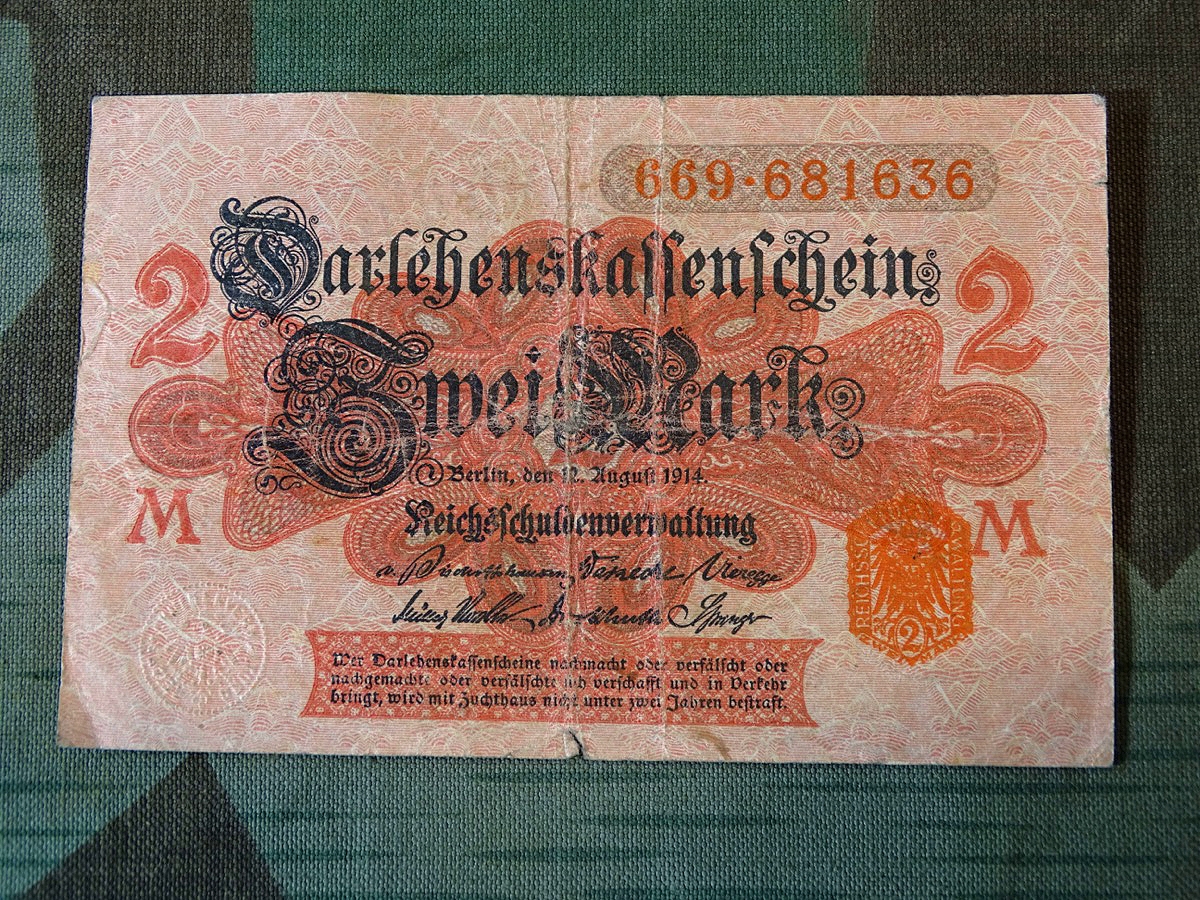 669·681636
Darlehenskassenschein
2 2
Zwei Mark
Berlin, den 12. August 1914.
M M
Reichsschuldenverwaltung
REICHSSCHULDENVERWALTUNG
2
Wer Darlehenskassenscheine nachmacht oder verfälscht oder
nachgemachte oder verfälschte sich verschafft und in Verkehr
bringt, wird mit Zuchthaus nicht unter zwei Jahren bestraft.